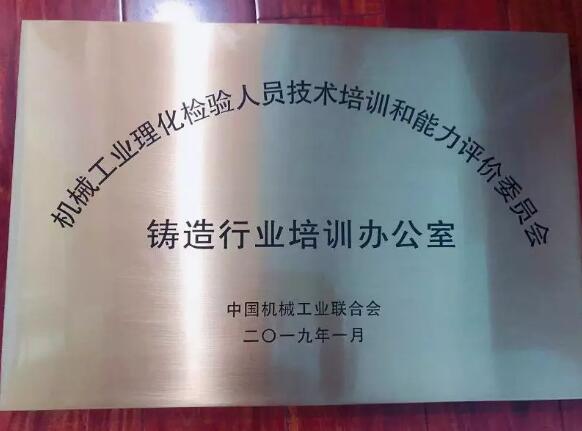 机械工业理化检验人员技术培训和能力评价委员会
铸造行业培训办公室
中国机械工业联合会
二〇一九年一月